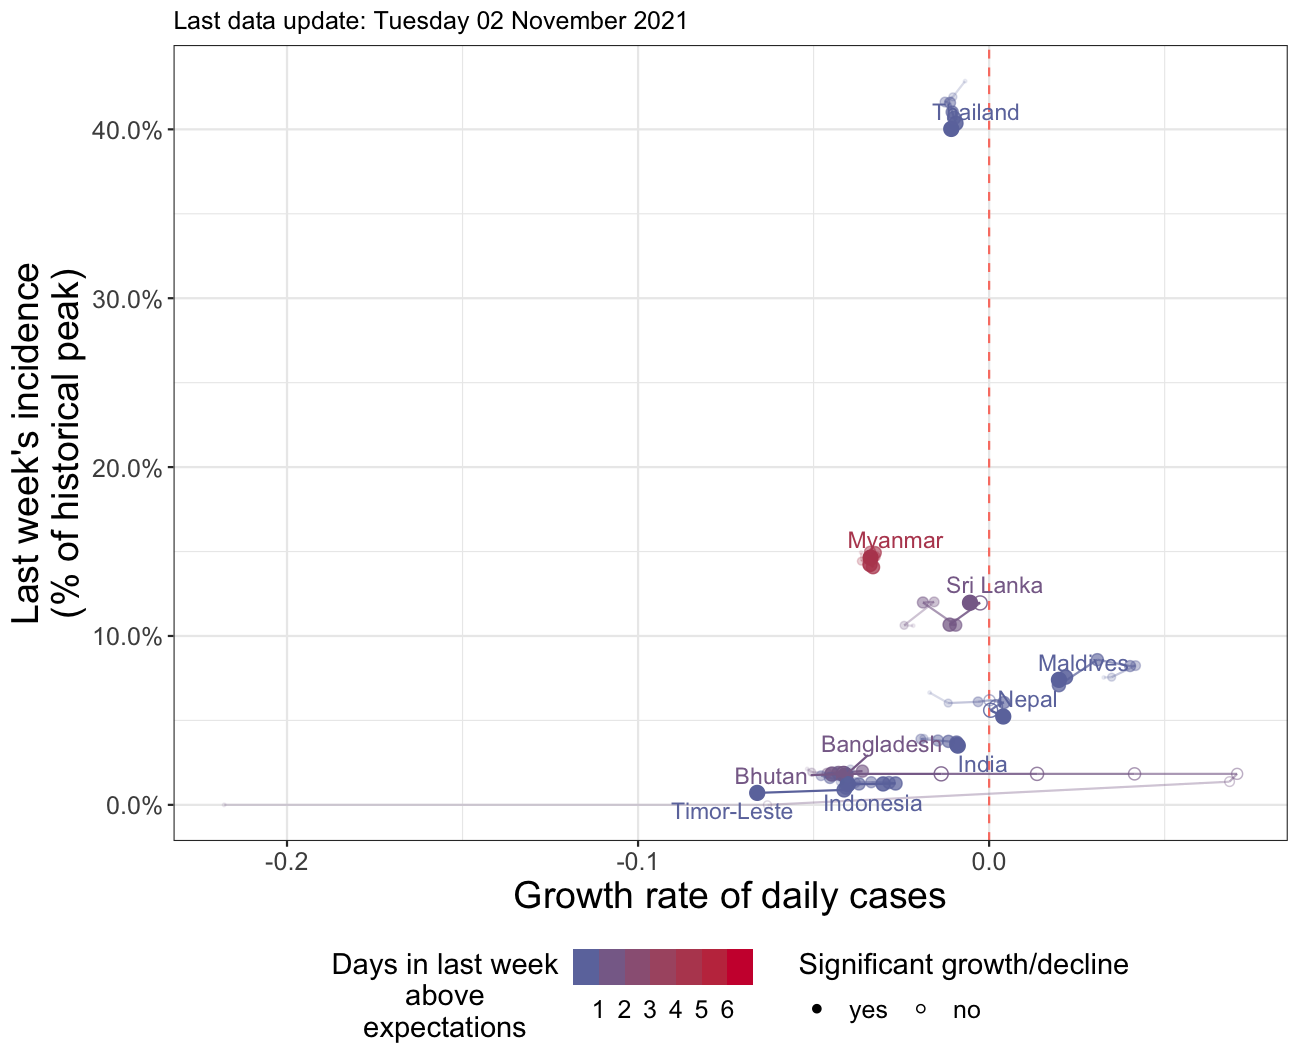 Last data update: Tuesday 02 November 2021
Last week's incidence
(% of historical peak)
40.0%
30.0%
20.0%
10.0%
0.0%
Thailand
Myanmar
Sri Lanka
Maldives
Nepal
Bangladesh
India
Bhutan
Indonesia
Timor-Leste
-0.2
-0.1
0.0
Growth rate of daily cases
Days in last week
above
expectations
1 2 3 4 5 6
Significant growth/decline
yes no